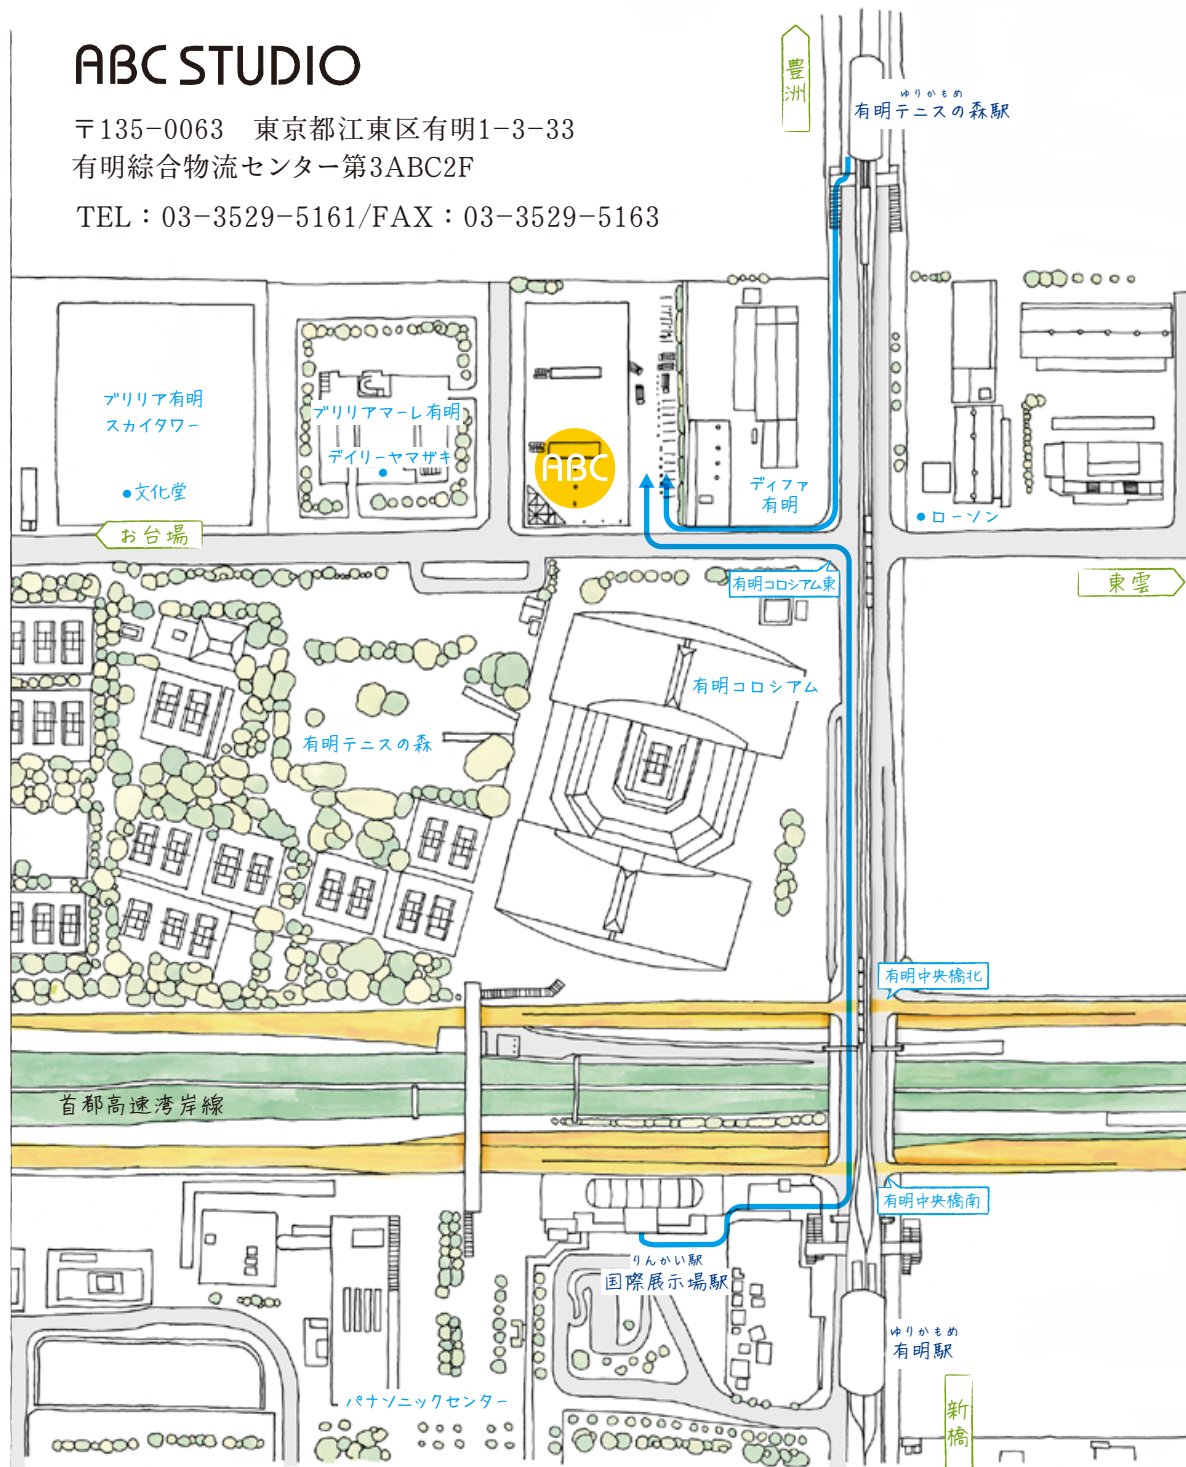 ABC STUDIO
〒135-0063　東京都江東区有明1-3-33
有明綜合物流センター第3ABC2F
TEL：03-3529-5161/FAX：03-3529-5163
豊洲
ゆりかもめ
有明テニスの森駅
ブリリア有明
スカイタワー
文化堂
ブリリアマーレ有明
デイリーヤマザキ
ABC
ディファ
有明
ローソン
お台場
有明コロシアム東
東雲
有明コロシアム
有明テニスの森
有明中央橋北
首都高速湾岸線
有明中央橋南
りんかい駅
国際展示場駅
ゆりかもめ
有明駅
パナソニックセンター
新橋